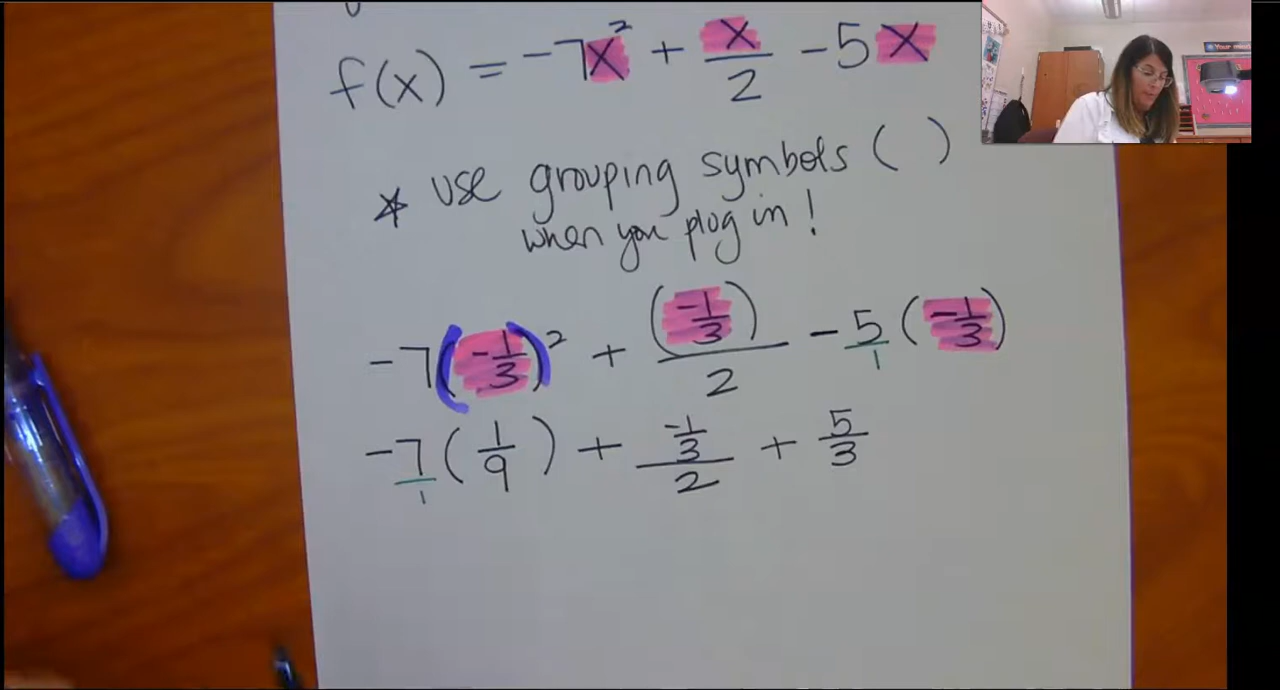 f(x) = -7x² + x/2 - 5x
* use grouping symbols ( )
when you plog in!
-7(-1/3)² + (-1/3)/2 - 5/1 (-1/3)
-7/1 (1/9) + (-1/3)/2 + 5/3